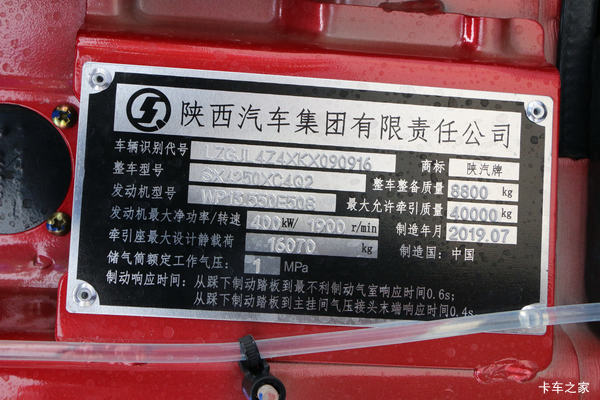 陕西汽车集团有限责任公司
车辆识别代号 LZGJL4Z4XKX090916 商标 陕汽牌
整车型号 SX4250XC4Q2 整车整备质量 8800 kg
发动机型号 WP13.550E501 最大允许牵引质量 40000 kg
发动机最大净功率/转速 400kW/ 1900 r/min 制造年月 2019.07
牵引座最大设计静载荷 16070 kg 制造国:中国
储气筒额定工作气压: 1 MPa
制动响应时间:从踩下制动踏板到最不利制动气室响应时间0.6s;
从踩下制动踏板到主挂间气压接头末端响应时间0.4s
卡车之家